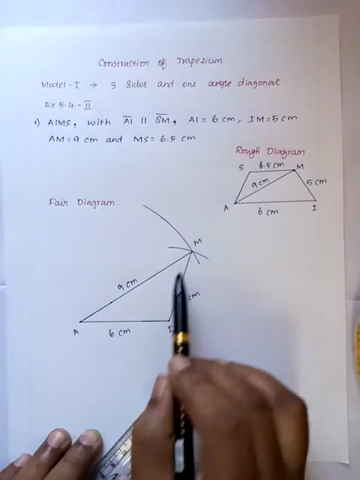 Construction of Trapezium
Model-I → 3 Sides and one diagonal
Ex 5.4 - II
1) AIMS, with AI || SM, AI = 6 cm, IM = 5 cm
AM = 9 cm and MS = 6.5 cm
Rough Diagram
S 6.5 cm M
9 cm 5 cm
A 6 cm I
Fair Diagram
M
9 cm
cm
A 6 cm I